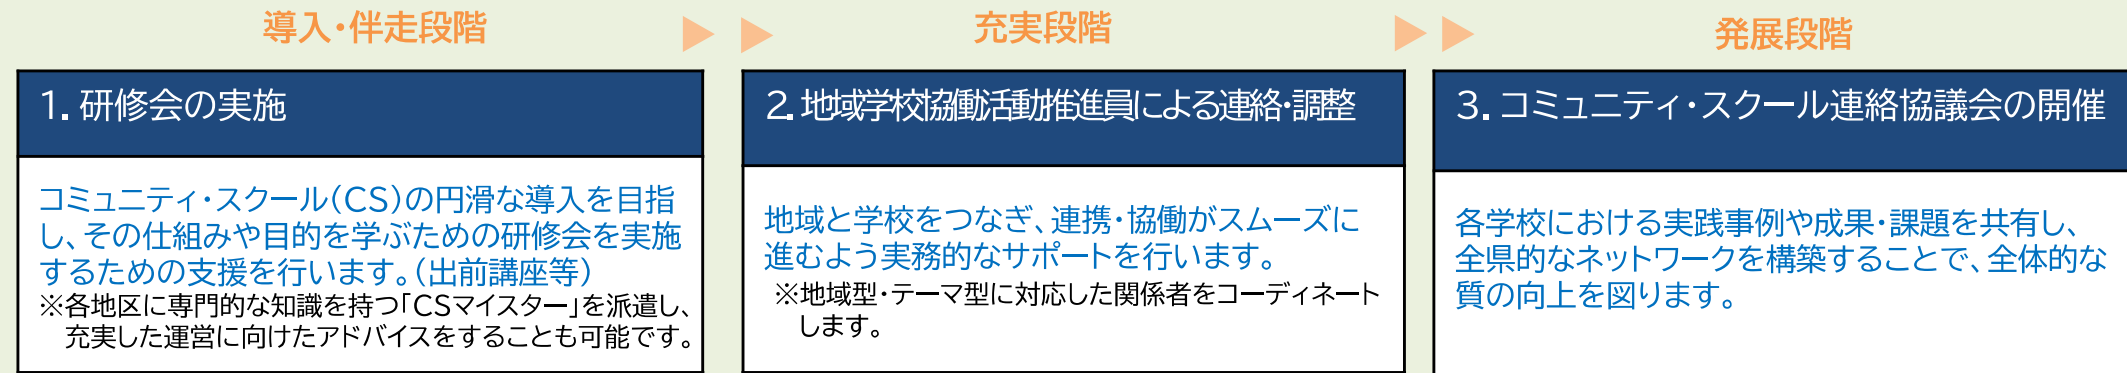 導入・伴走段階
1. 研修会の実施
コミュニティ・スクール(CS)の円滑な導入を目指
し、その仕組みや目的を学ぶための研修会を実施
するための支援を行います。(出前講座等)
※各地区に専門的な知識を持つ「CSマイスター」を派遣し、
充実した運営に向けたアドバイスをすることも可能です。
充実段階
2. 地域学校協働活動推進員による連絡・調整
地域と学校をつなぎ、連携・協働がスムーズに
進むよう実務的なサポートを行います。
※地域型・テーマ型に対応した関係者をコーディネート
します。
発展段階
3. コミュニティ・スクール連絡協議会の開催
各学校における実践事例や成果・課題を共有し、
全県的なネットワークを構築することで、全体的な
質の向上を図ります。